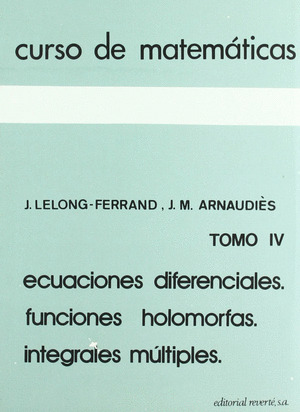 curso de matemáticas
J. LELONG-FERRAND, J. M. ARNAUDIÈS
TOMO IV
ecuaciones diferenciales.
funciones holomorfas.
integrales múltiples.
editorial reverté, s.a.